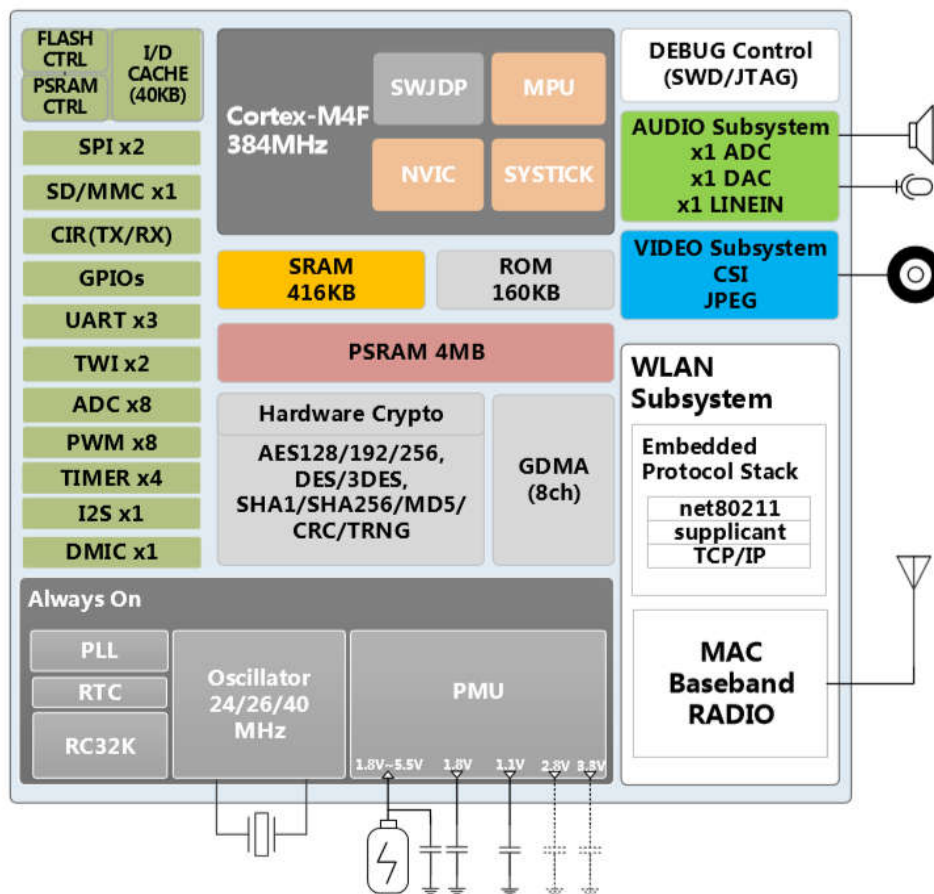 FLASH
CTRL
PSRAM
CTRL
I/D
CACHE
(40KB)
SPI x2
SD/MMC x1
CIR(TX/RX)
GPIOs
UART x3
TWI x2
ADC x8
PWM x8
TIMER x4
I2S x1
DMIC x1
Cortex-M4F
384MHz
SWJDP
MPU
NVIC
SYSTICK
SRAM
416KB
ROM
160KB
PSRAM 4MB
Hardware Crypto
AES128/192/256,
DES/3DES,
SHA1/SHA256/MD5/
CRC/TRNG
GDMA
(8ch)
DEBUG Control
(SWD/JTAG)
AUDIO Subsystem
x1 ADC
x1 DAC
x1 LINEIN
VIDEO Subsystem
CSI
JPEG
WLAN
Subsystem
Embedded
Protocol Stack
net80211
supplicant
TCP/IP
MAC
Baseband
RADIO
Always On
PLL
RTC
RC32K
Oscillator
24/26/40
MHz
PMU
1.8V~5.5V
1.8V
1.1V
2.8V
3.3V